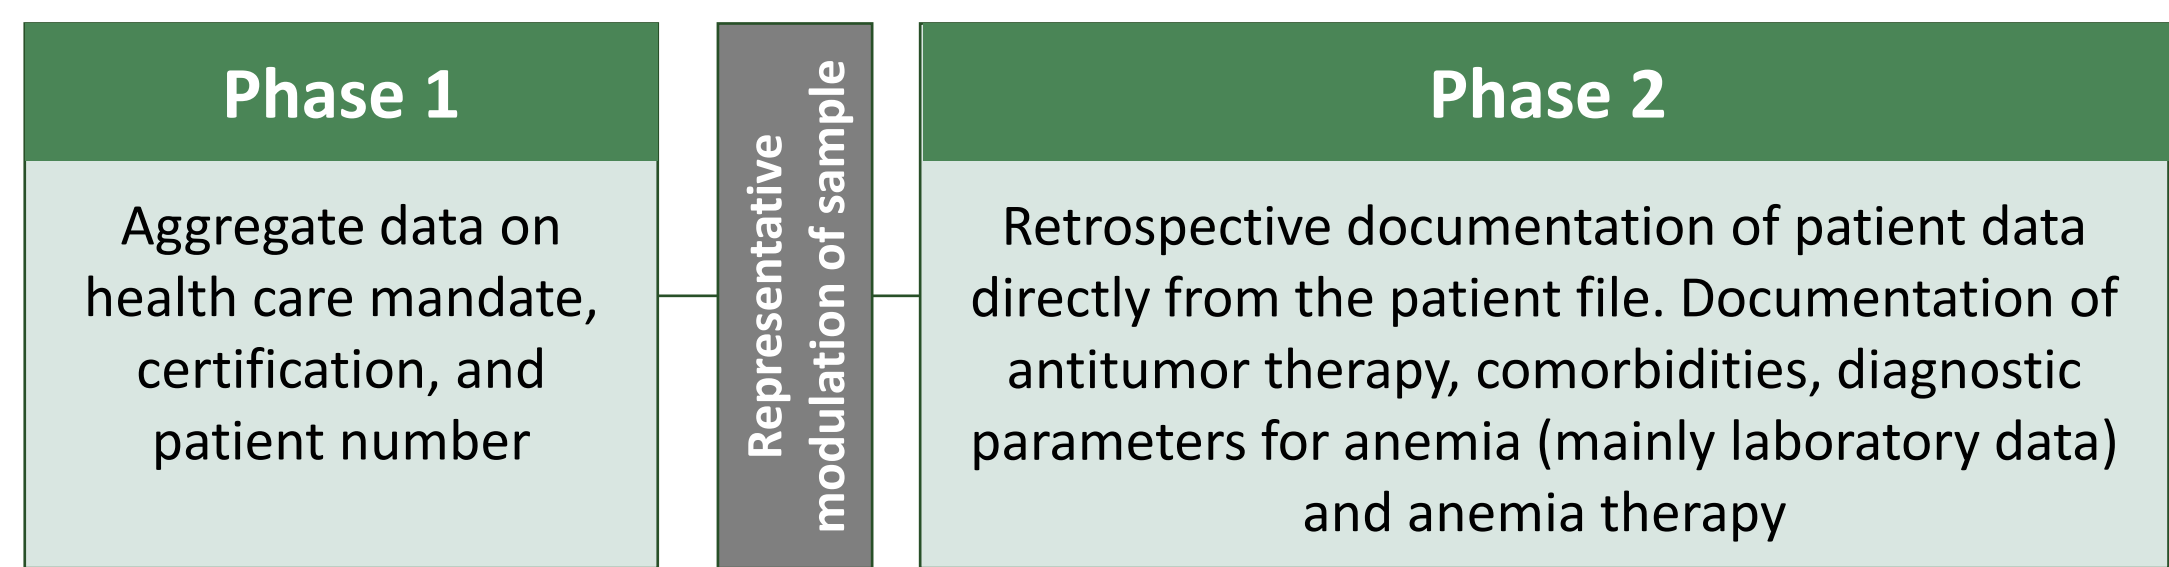 Phase 1
Aggregate data on
health care mandate,
certification, and
patient number
Representative
modulation of sample
Phase 2
Retrospective documentation of patient data
directly from the patient file. Documentation of
antitumor therapy, comorbidities, diagnostic
parameters for anemia (mainly laboratory data)
and anemia therapy